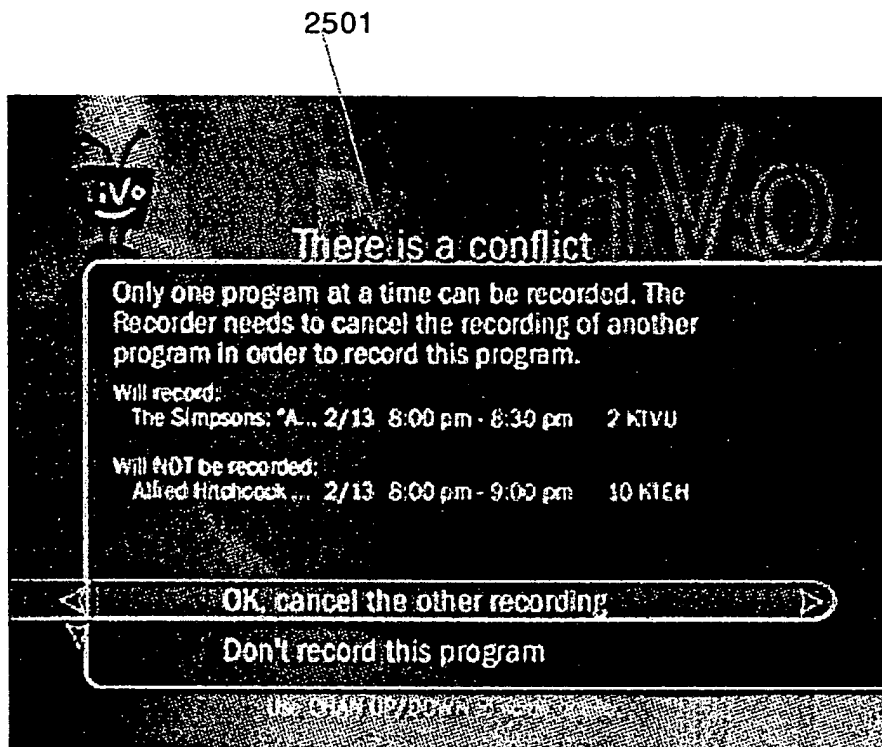 2501
TiVo
TiVo
There is a conflict
Only one program at a time can be recorded. The
Recorder needs to cancel the recording of another
program in order to record this program.
Will record:
The Simpsons: "A... 2/13 8:00 pm - 8:30 pm 2 KTVU
Will NOT be recorded:
Alfred Hitchcock ... 2/13 8:00 pm - 9:00 pm 10 KTEH
OK, cancel the other recording
Don't record this program
CHAN UP/DOWN